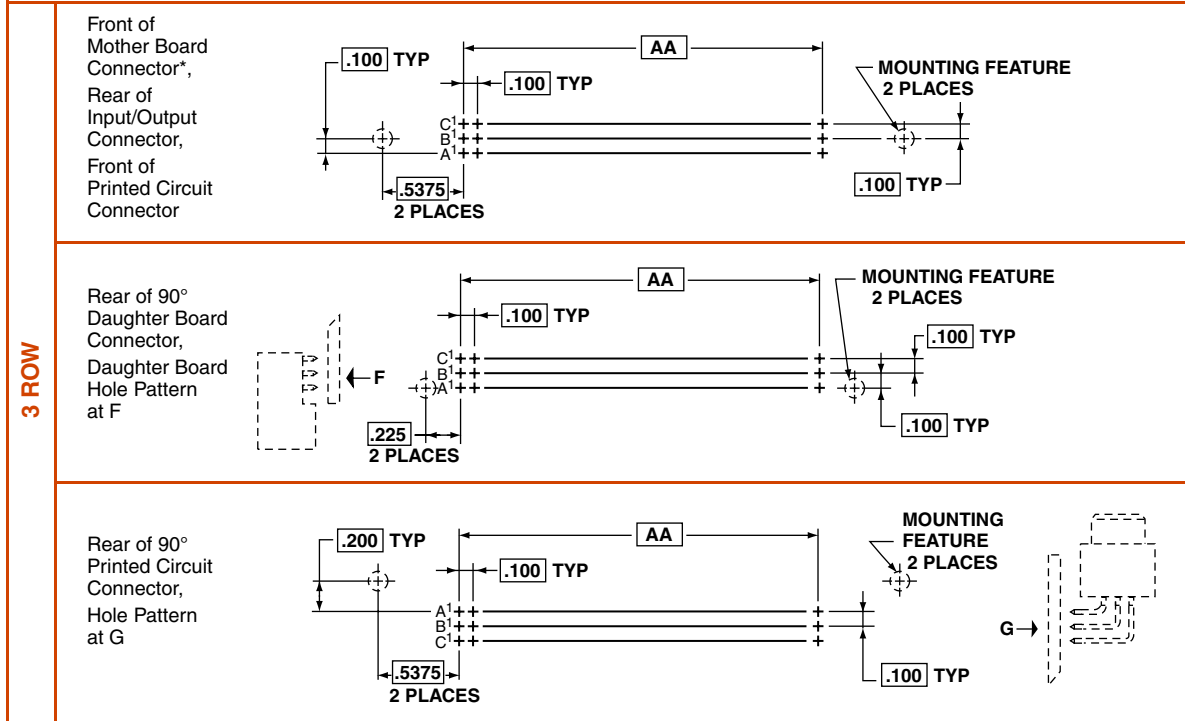 3 ROW
Front of
Mother Board
Connector*,
Rear of
Input/Output
Connector,
Front of
Printed Circuit
Connector
.100 TYP
AA
.100 TYP
MOUNTING FEATURE
2 PLACES
C¹
B¹
A¹
.5375
2 PLACES
.100 TYP
Rear of 90°
Daughter Board
Connector,
Daughter Board
Hole Pattern
at F
F
AA
.100 TYP
MOUNTING FEATURE
2 PLACES
.100 TYP
C¹
B¹
A¹
.225
2 PLACES
.100 TYP
Rear of 90°
Printed Circuit
Connector,
Hole Pattern
at G
.200 TYP
AA
.100 TYP
MOUNTING
FEATURE
2 PLACES
A¹
B¹
C¹
.5375
2 PLACES
.100 TYP
G